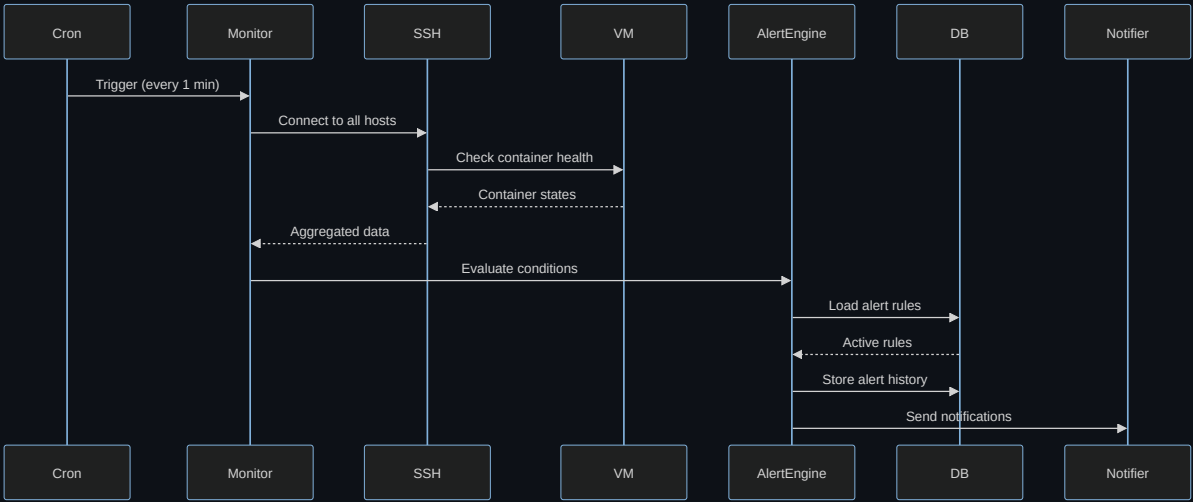 Cron
Monitor
SSH
VM
AlertEngine
DB
Notifier
Trigger (every 1 min)
Connect to all hosts
Check container health
Container states
Aggregated data
Evaluate conditions
Load alert rules
Active rules
Store alert history
Send notifications
Cron
Monitor
SSH
VM
AlertEngine
DB
Notifier